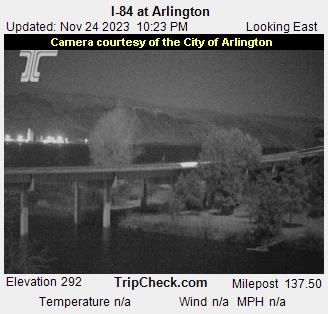 I-84 at Arlington
Updated: Nov 24 2023 10:23 PM Looking East
Camera courtesy of the City of Arlington
Elevation 292 TripCheck.com Milepost 137.50
Temperature n/a Wind n/a MPH n/a